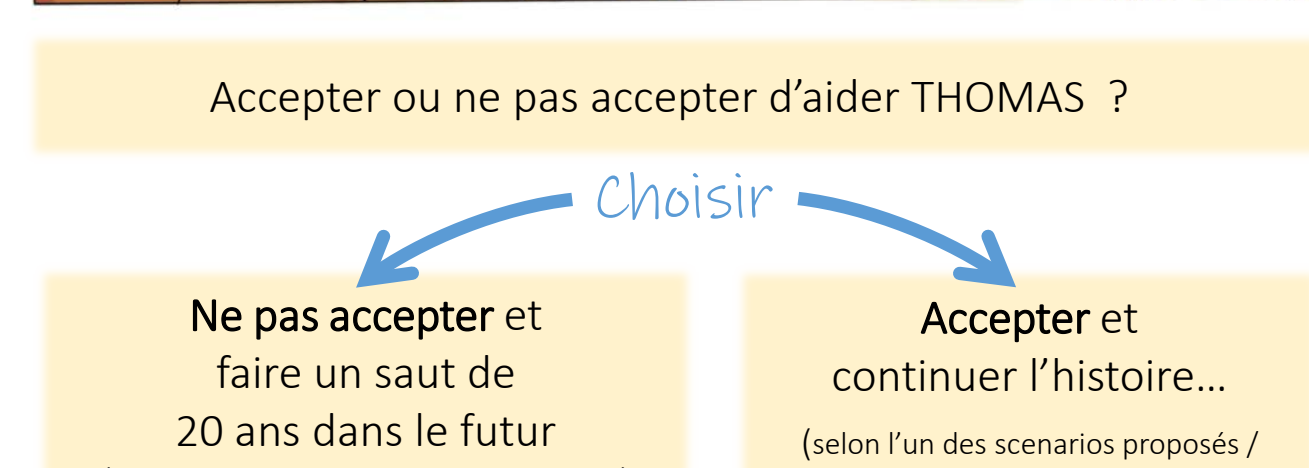 Accepter ou ne pas accepter d’aider THOMAS ?
Choisir
Ne pas accepter et
faire un saut de
20 ans dans le futur
Accepter et
continuer l’histoire…
(selon l’un des scenarios proposés /